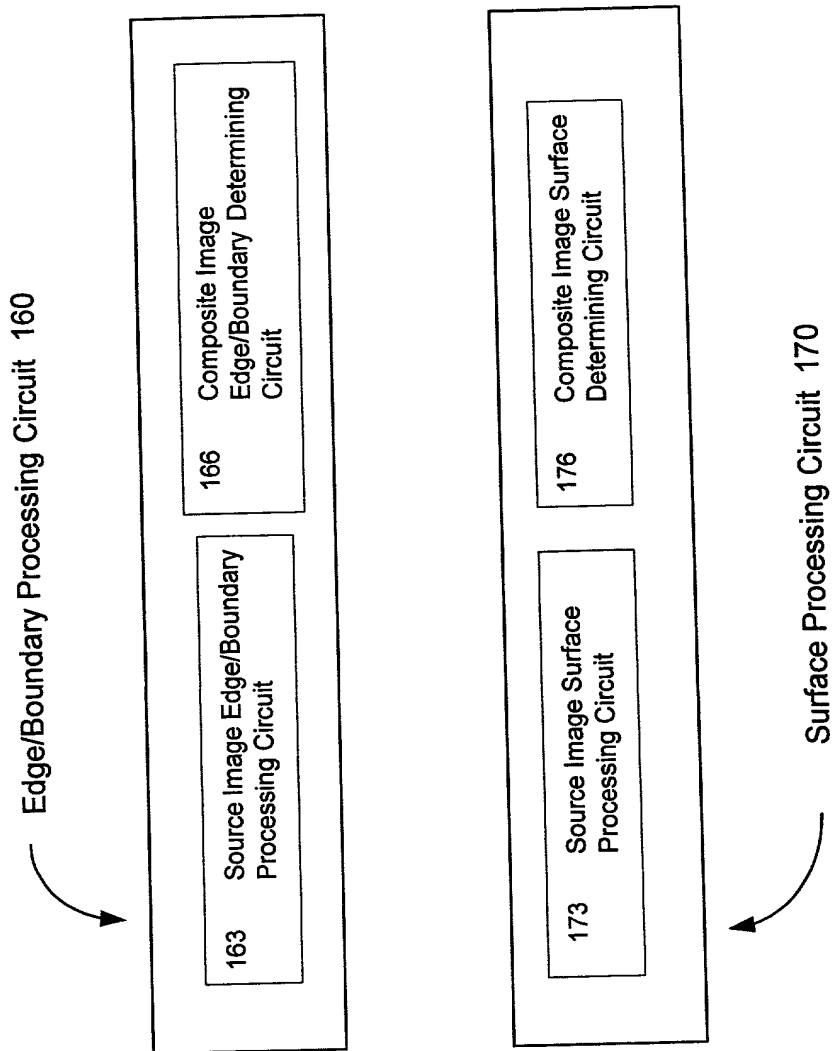 Edge/Boundary Processing Circuit 160
163 Source Image Edge/Boundary
Processing Circuit
166 Composite Image
Edge/Boundary Determining
Circuit
173 Source Image Surface
Processing Circuit
176 Composite Image Surface
Determining Circuit
Surface Processing Circuit 170